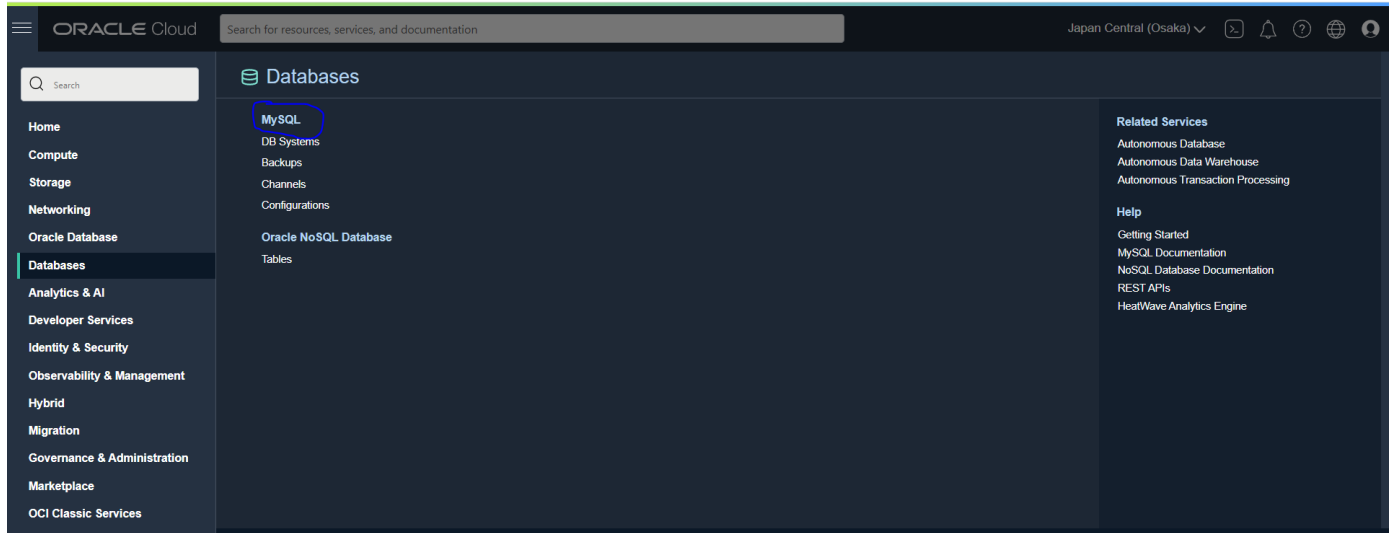 ORACLE Cloud
Search for resources, services, and documentation
Japan Central (Osaka)
Search
Home
Compute
Storage
Networking
Oracle Database
Databases
Analytics & AI
Developer Services
Identity & Security
Observability & Management
Hybrid
Migration
Governance & Administration
Marketplace
OCI Classic Services
Databases
MySQL
DB Systems
Backups
Channels
Configurations
Oracle NoSQL Database
Tables
Related Services
Autonomous Database
Autonomous Data Warehouse
Autonomous Transaction Processing
Help
Getting Started
MySQL Documentation
NoSQL Database Documentation
REST APIs
HeatWave Analytics Engine